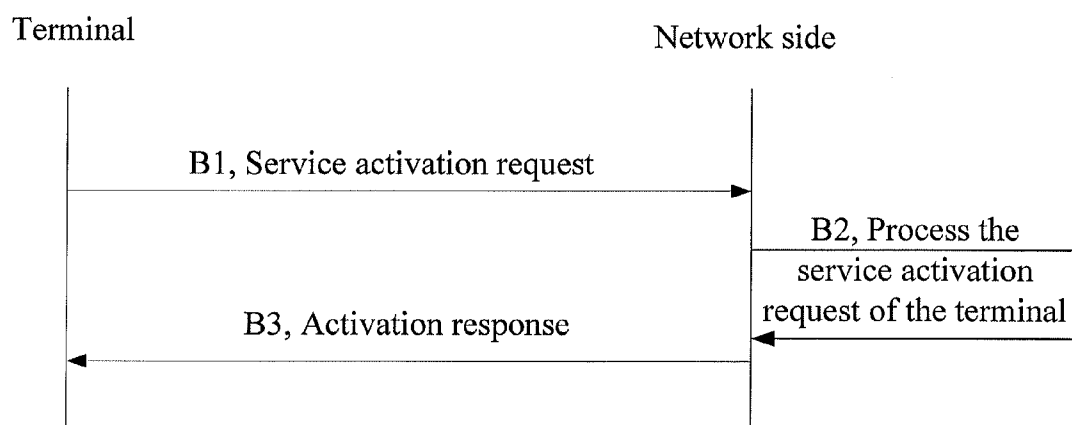 Terminal
Network side
B1, Service activation request
B2, Process the
service activation
request of the terminal
B3, Activation response